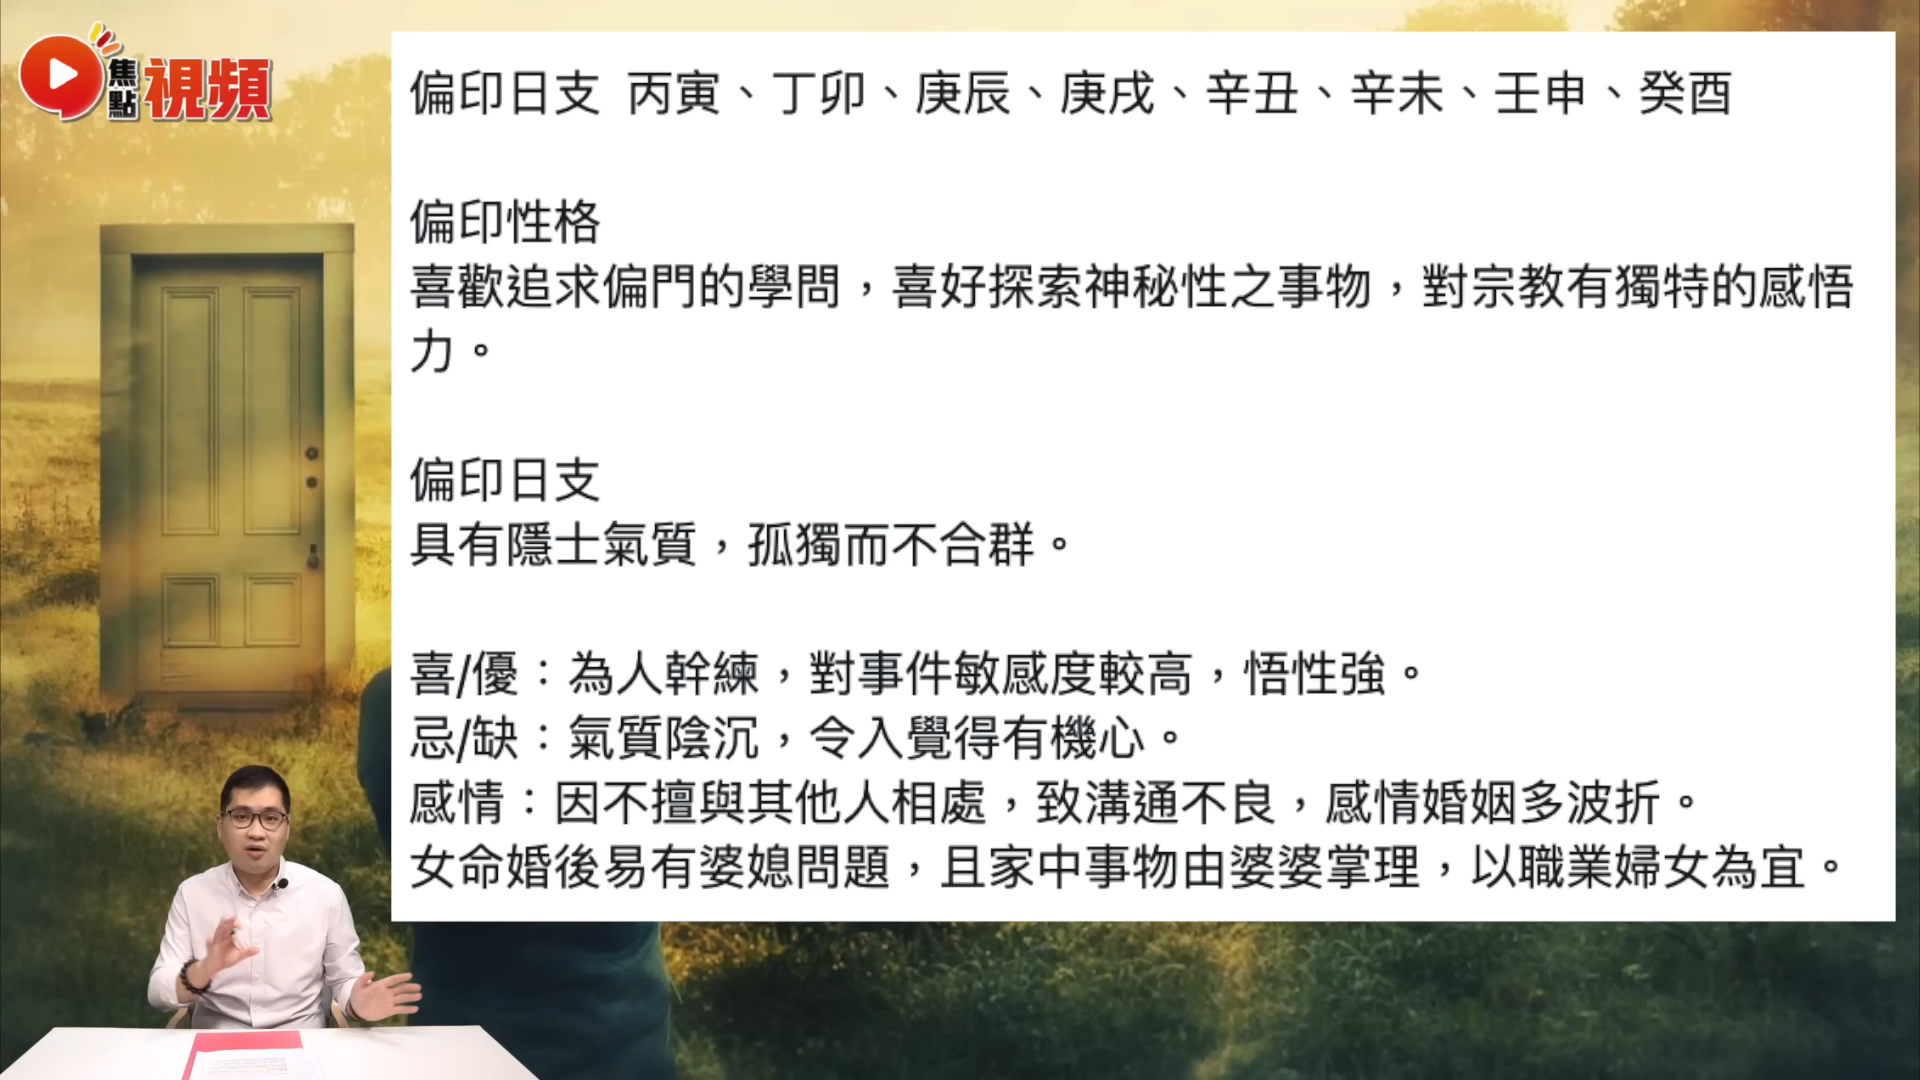 焦點視頻
偏印日支 丙寅、丁卯、庚辰、庚戌、辛丑、辛未、壬申、癸酉
偏印性格
喜歡追求偏門的學問，喜好探索神秘性之事物，對宗教有獨特的感悟
力。
偏印日支
具有隱士氣質，孤獨而不合群。
喜/優：為人幹練，對事件敏感度較高，悟性強。
忌/缺：氣質陰沉，令入覺得有機心。
感情：因不擅與其他人相處，致溝通不良，感情婚姻多波折。
女命婚後易有婆媳問題，且家中事物由婆婆掌理，以職業婦女為宜。